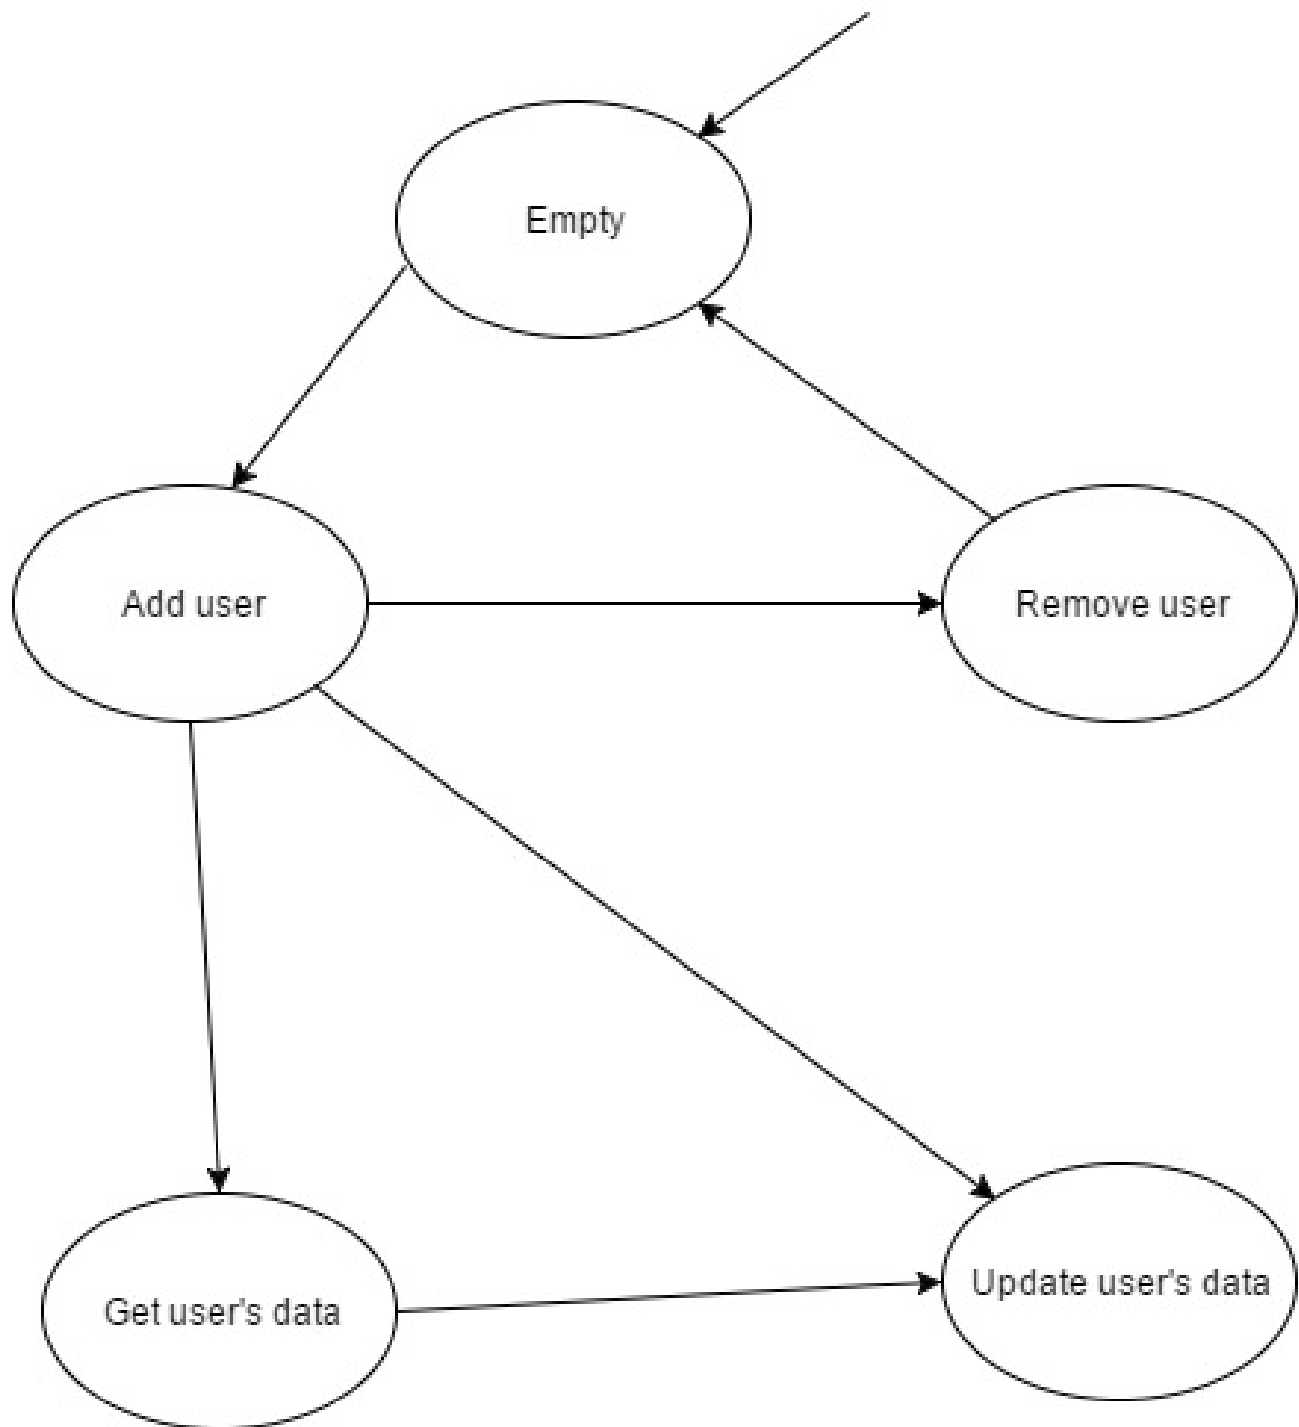 Empty
Add user
Remove user
Get user's data
Update user's data